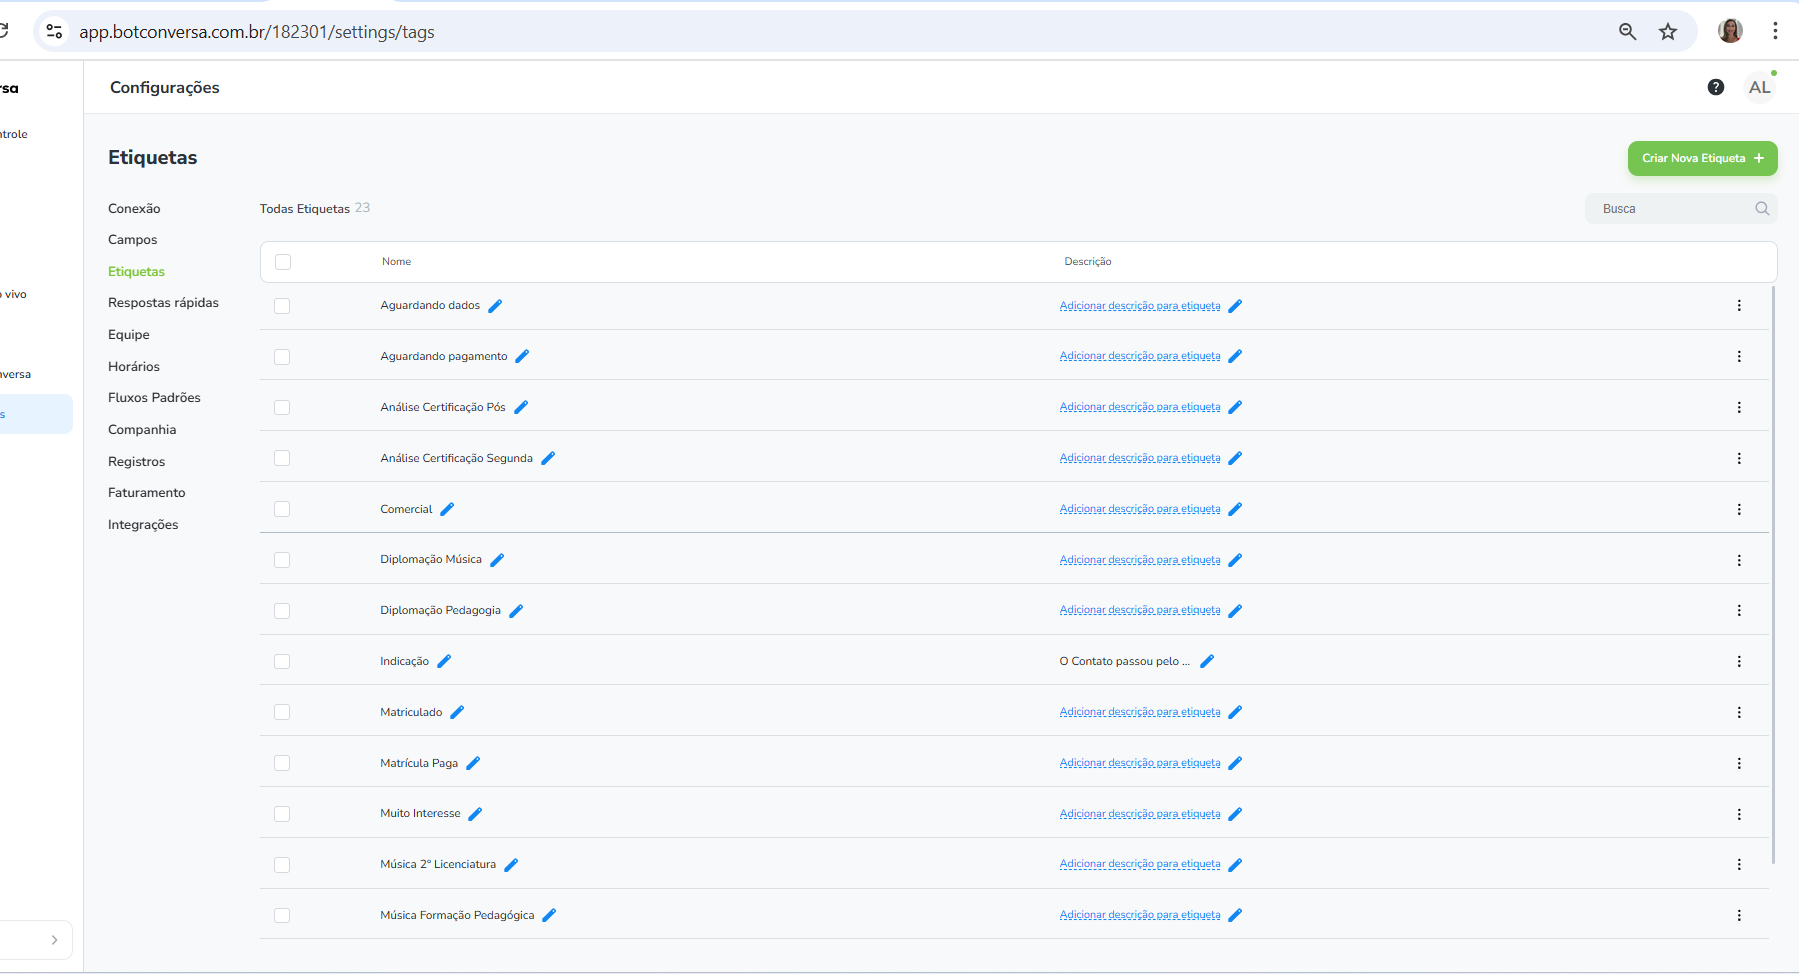 app.botconversa.com.br/182301/settings/tags
rsa
Configurações
? AL
ntrole
Etiquetas
Criar Nova Etiqueta +
Conexão
Campos
Etiquetas
Respostas rápidas
Equipe
Horários
Fluxos Padrões
Companhia
Registros
Faturamento
Integrações
o vivo
nversa
s
Todas Etiquetas 23
Busca
Nome Descrição
Aguardando dados Adicionar descrição para etiqueta
Aguardando pagamento Adicionar descrição para etiqueta
Análise Certificação Pós Adicionar descrição para etiqueta
Análise Certificação Segunda Adicionar descrição para etiqueta
Comercial Adicionar descrição para etiqueta
Diplomação Música Adicionar descrição para etiqueta
Diplomação Pedagogia Adicionar descrição para etiqueta
Indicação O Contato passou pelo ...
Matriculado Adicionar descrição para etiqueta
Matrícula Paga Adicionar descrição para etiqueta
Muito Interesse Adicionar descrição para etiqueta
Música 2º Licenciatura Adicionar descrição para etiqueta
Música Formação Pedagógica Adicionar descrição para etiqueta